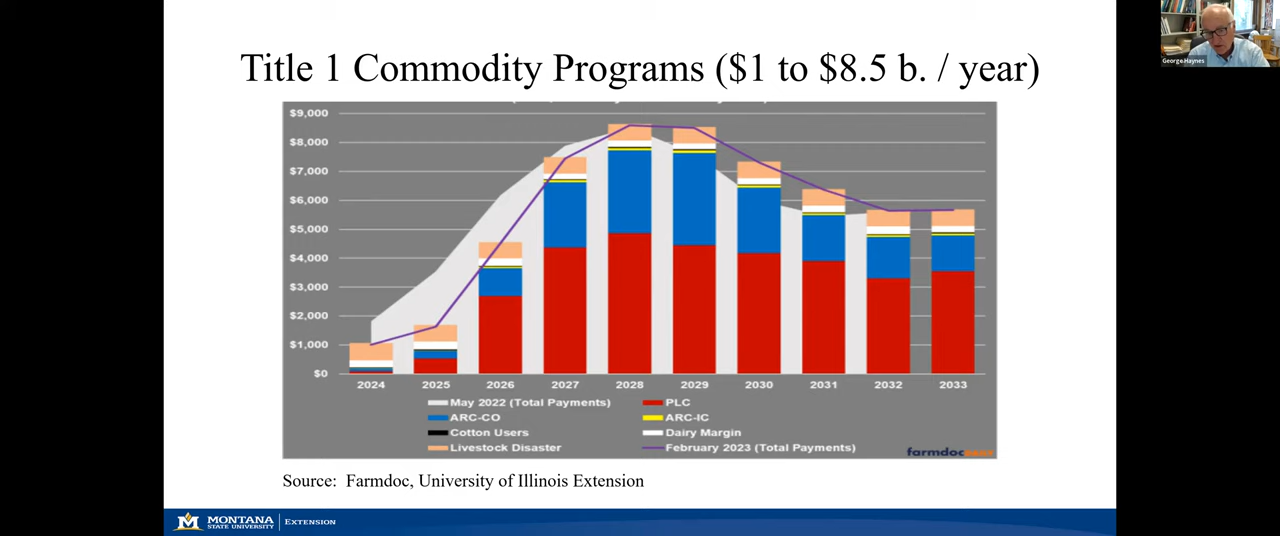 Title 1 Commodity Programs ($1 to $8.5 b. / year)
George Haynes
$9,000
$8,000
$7,000
$6,000
$5,000
$4,000
$3,000
$2,000
$1,000
$0
2024 2025 2026 2027 2028 2029 2030 2031 2032 2033
May 2022 (Total Payments) PLC
ARC-CO ARC-IC
Cotton Users Dairy Margin
Livestock Disaster February 2023 (Total Payments)
farmdoc
Source: Farmdoc, University of Illinois Extension
MONTANA EXTENSION
STATE UNIVERSITY